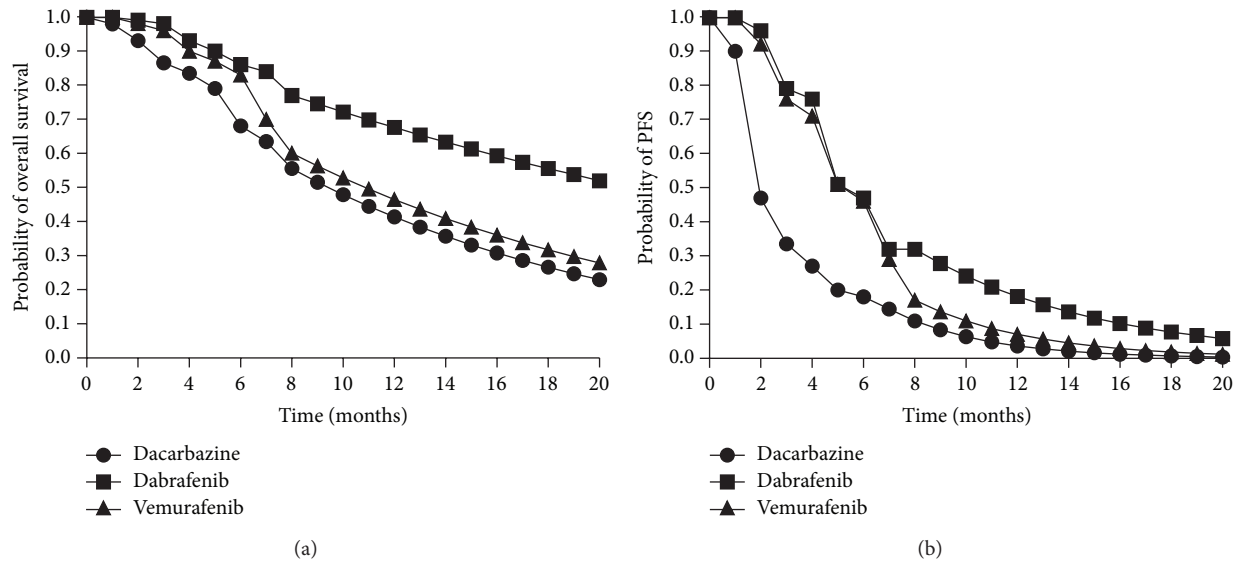 Probability of overall survival
1.0
0.9
0.8
0.7
0.6
0.5
0.4
0.3
0.2
0.1
0.0
0 2 4 6 8 10 12 14 16 18 20
Time (months)
Dacarbazine
Dabrafenib
Vemurafenib
(a)
Probability of PFS
1.0
0.9
0.8
0.7
0.6
0.5
0.4
0.3
0.2
0.1
0.0
0 2 4 6 8 10 12 14 16 18 20
Time (months)
Dacarbazine
Dabrafenib
Vemurafenib
(b)